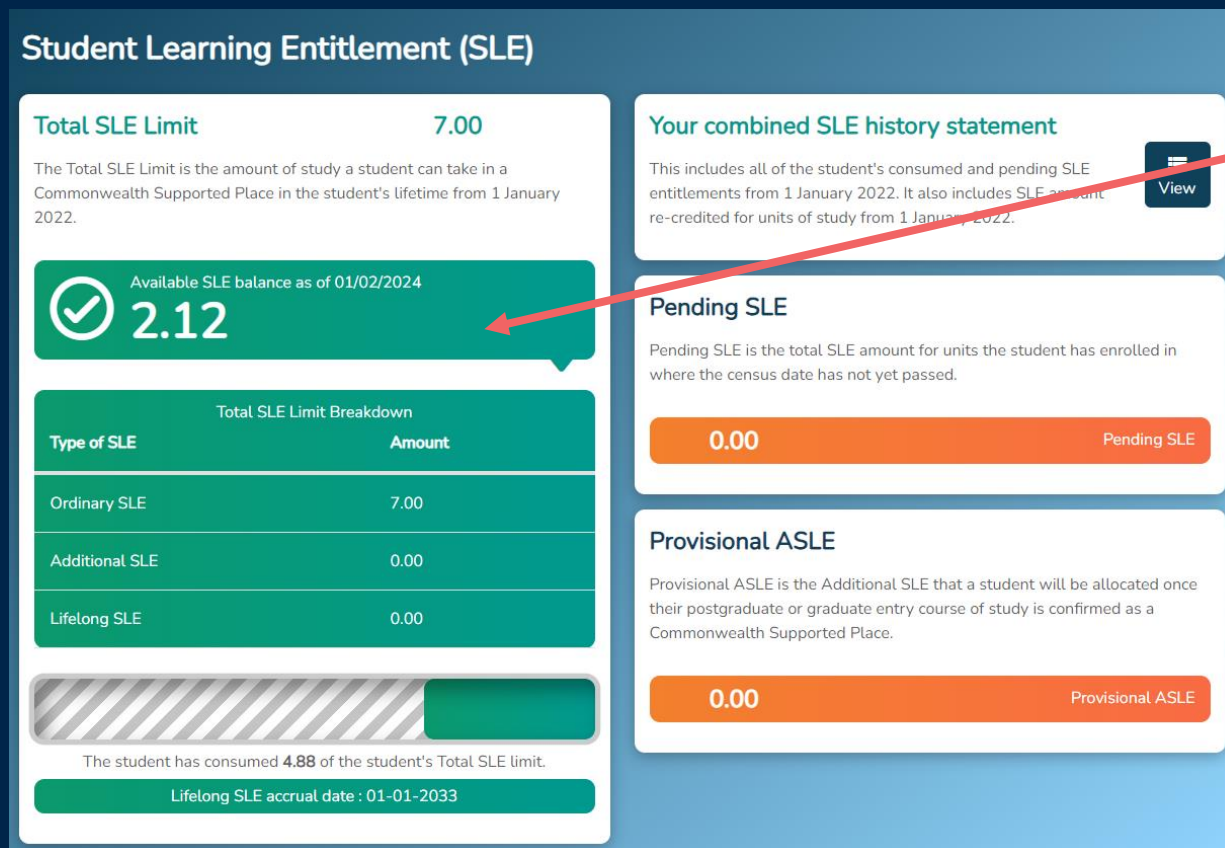 Student Learning Entitlement (SLE)
Total SLE Limit 7.00
The Total SLE Limit is the amount of study a student can take in a
Commonwealth Supported Place in the student's lifetime from 1 January
2022.
Available SLE balance as of 01/02/2024
2.12
Total SLE Limit Breakdown
Type of SLE Amount
Ordinary SLE 7.00
Additional SLE 0.00
Lifelong SLE 0.00
The student has consumed 4.88 of the student's Total SLE limit.
Lifelong SLE accrual date : 01-01-2033
Your combined SLE history statement
This includes all of the student's consumed and pending SLE
entitlements from 1 January 2022. It also includes SLE amount
re-credited for units of study from 1 January 2022.
View
Pending SLE
Pending SLE is the total SLE amount for units the student has enrolled in
where the census date has not yet passed.
0.00 Pending SLE
Provisional ASLE
Provisional ASLE is the Additional SLE that a student will be allocated once
their postgraduate or graduate entry course of study is confirmed as a
Commonwealth Supported Place.
0.00 Provisional ASLE